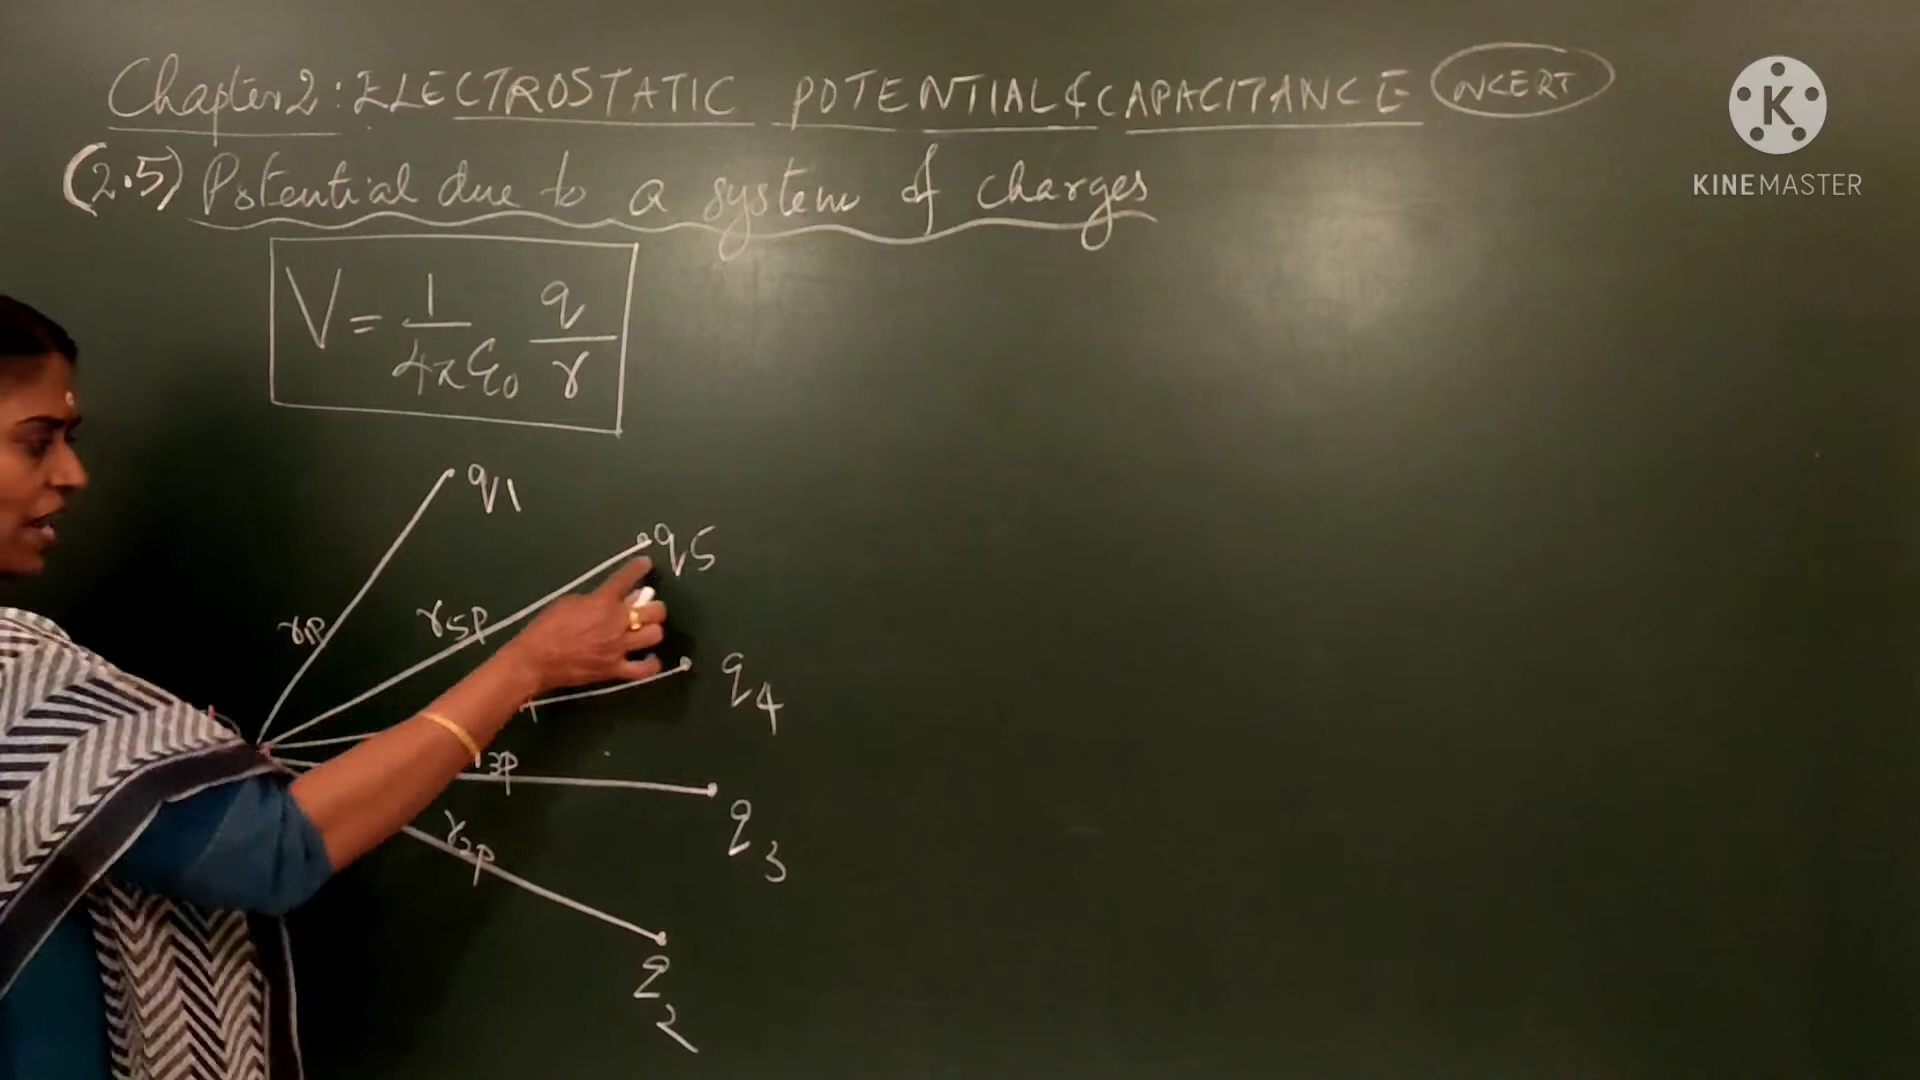 Chapter 2: ELECTROSTATIC POTENTIAL & CAPACITANCE NCERT
KINEMASTER
(2.5) Potential due to a system of charges
V = 1/4πε₀ q/r
q1
q5
r1P
r5P
q4
3P
q3
r2P
q2